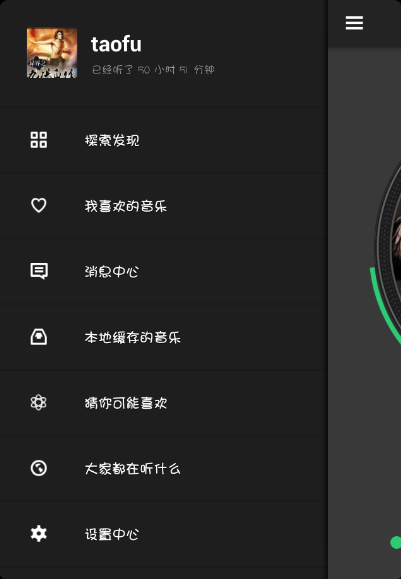 taofu
已经听了 50 小时 51 分钟
探索发现
我喜欢的音乐
消息中心
本地缓存的音乐
猜你可能喜欢
大家都在听什么
设置中心